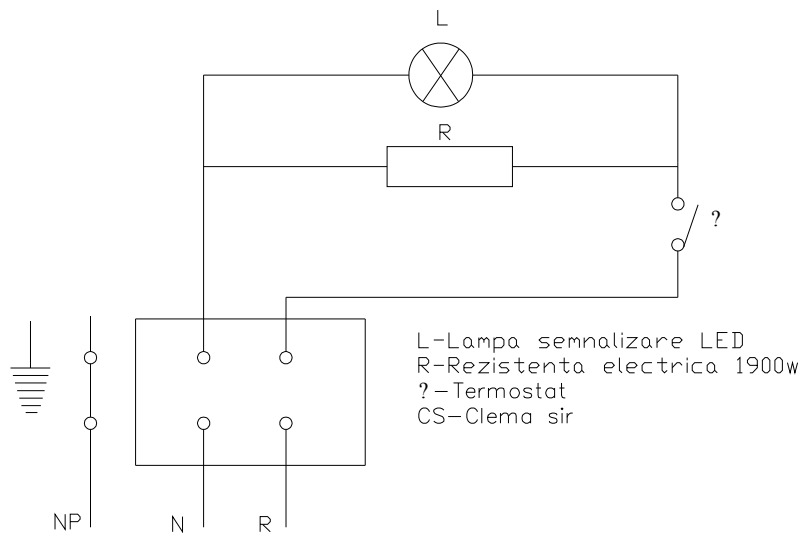 L
R
?
L-Lampa semnalizare LED
R-Rezistenta electrica 1900w
?-Termostat
CS-Clema sir
NP N R